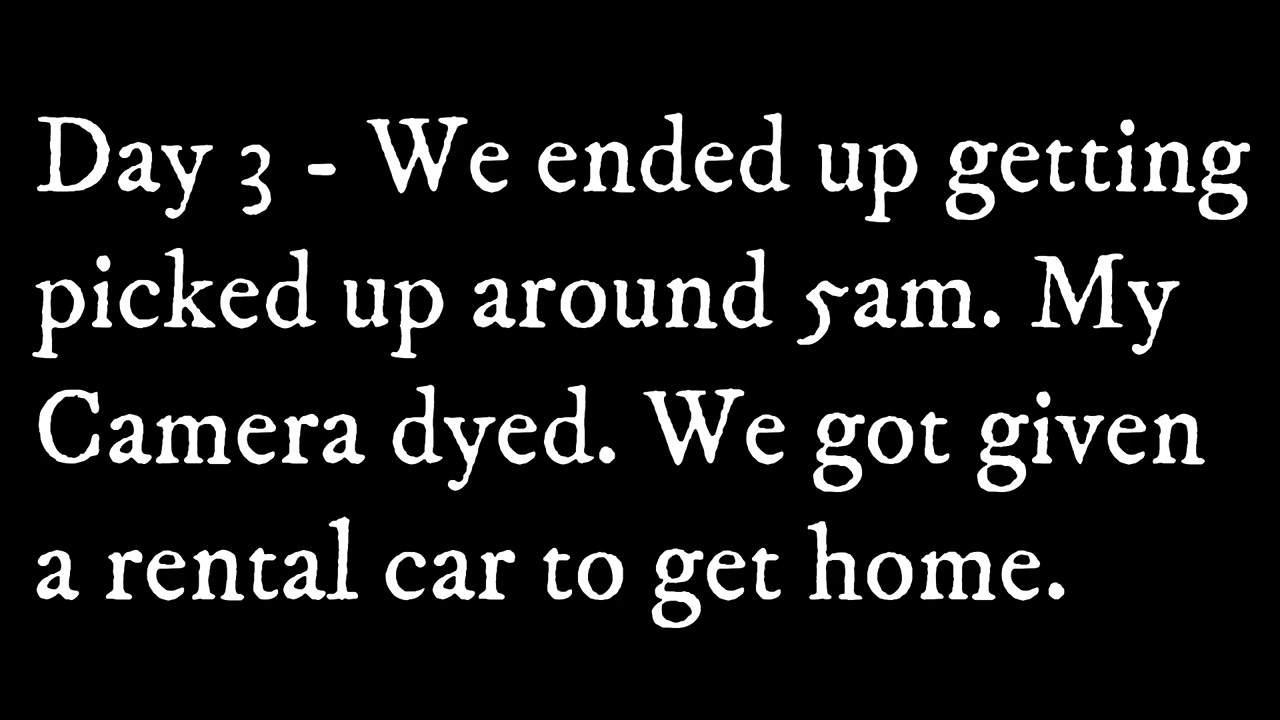 Day 3 - We ended up getting
picked up around 5am. My
Camera dyed. We got given
a rental car to get home.